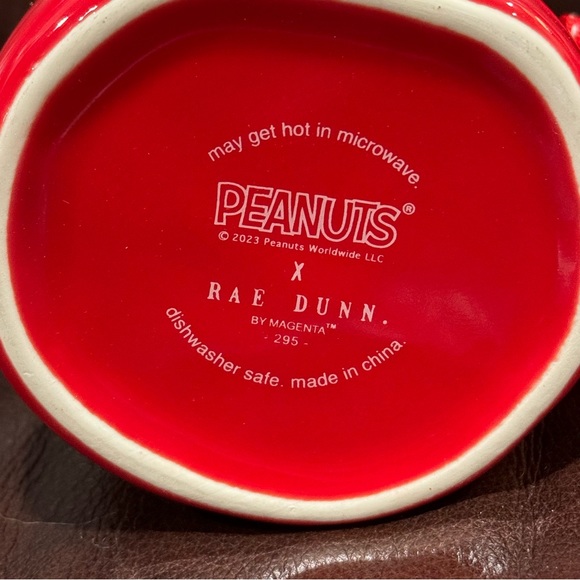 may get hot in microwave.
PEANUTS®
© 2023 Peanuts Worldwide LLC
X
RAE DUNN.
BY MAGENTA™
- 295 -
dishwasher safe. made in china.